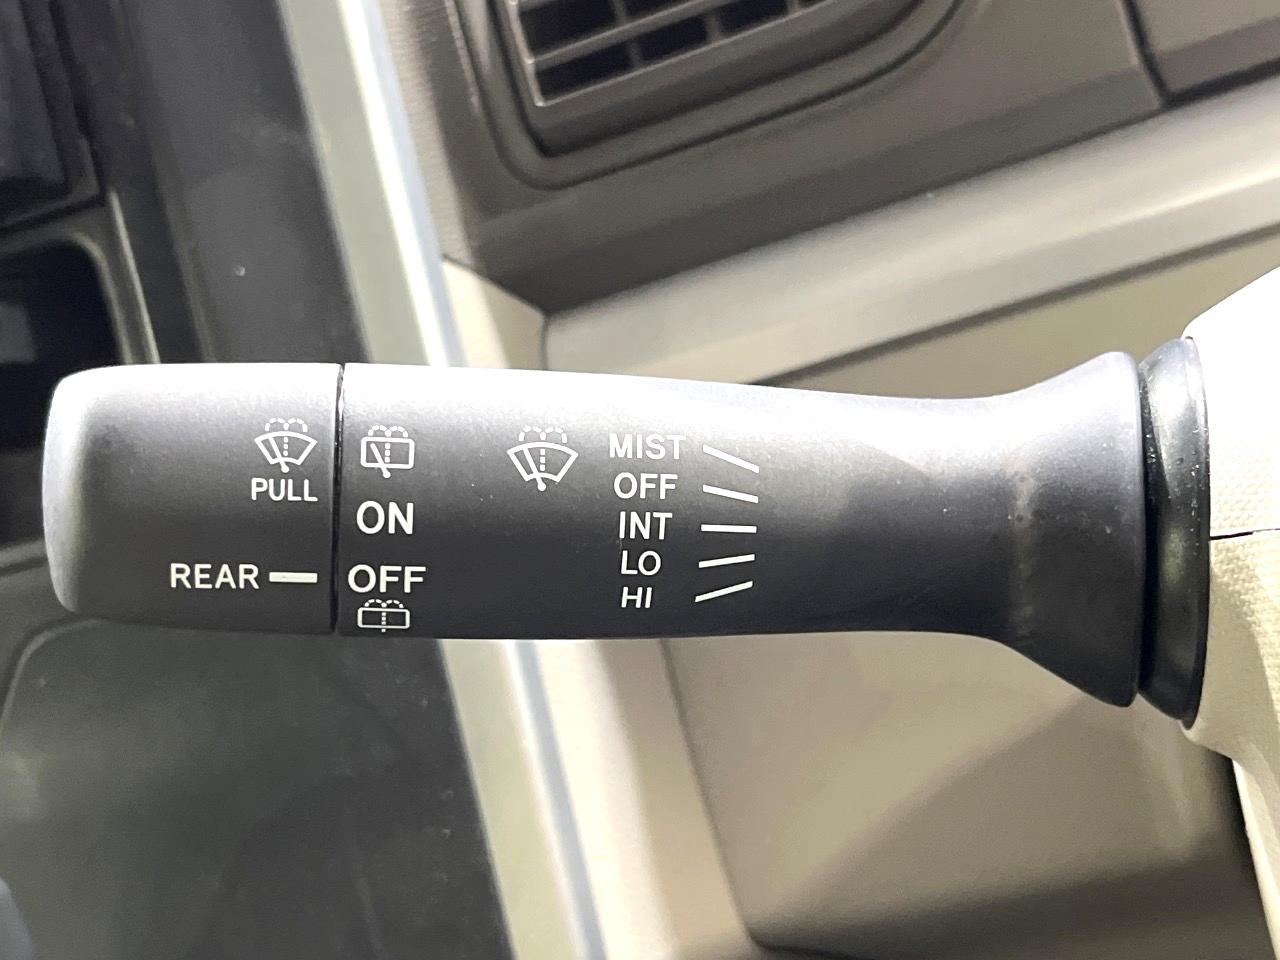 PULL
REAR
ON
OFF
MIST
OFF
INT
LO
HI